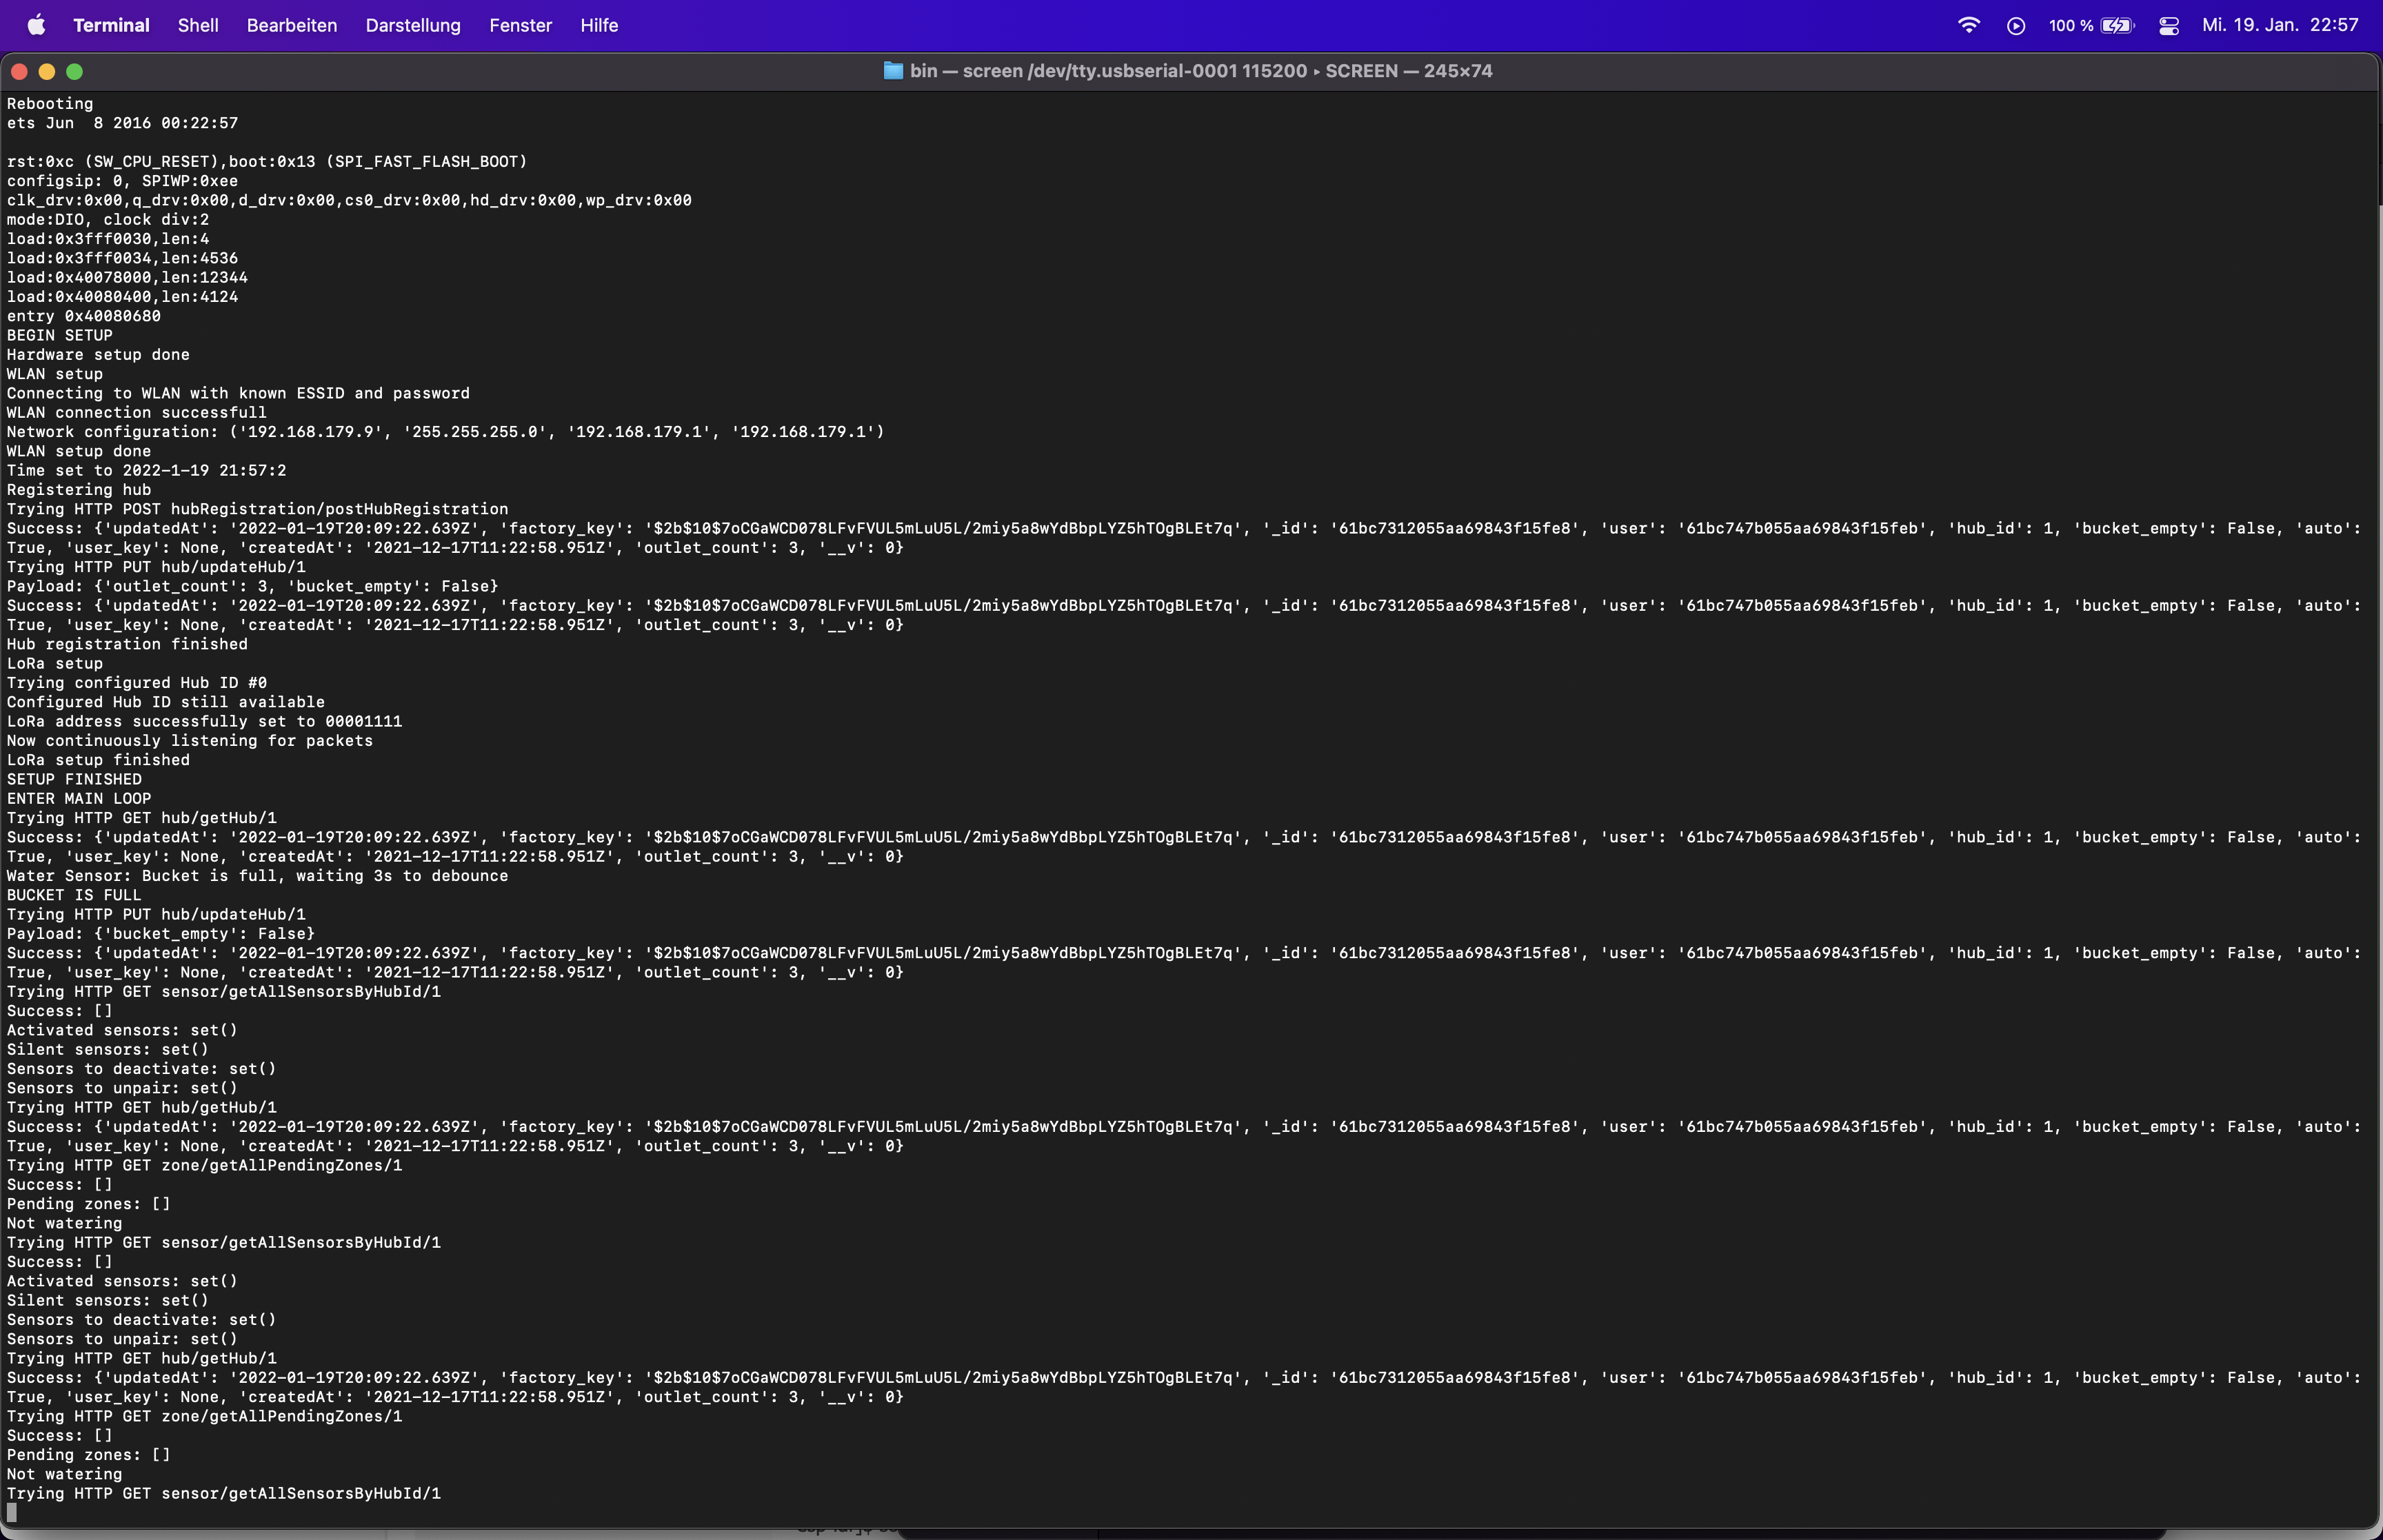 Terminal Shell Bearbeiten Darstellung Fenster Hilfe 100 % Mi. 19. Jan. 22:57
bin — screen /dev/tty.usbserial-0001 115200 ▸ SCREEN — 245×74
Rebooting
ets Jun  8 2016 00:22:57
rst:0xc (SW_CPU_RESET),boot:0x13 (SPI_FAST_FLASH_BOOT)
configsip: 0, SPIWP:0xee
clk_drv:0x00,q_drv:0x00,d_drv:0x00,cs0_drv:0x00,hd_drv:0x00,wp_drv:0x00
mode:DIO, clock div:2
load:0x3fff0030,len:4
load:0x3fff0034,len:4536
load:0x40078000,len:12344
load:0x40080400,len:4124
entry 0x40080680
BEGIN SETUP
Hardware setup done
WLAN setup
Connecting to WLAN with known ESSID and password
WLAN connection successfull
Network configuration: ('192.168.179.9', '255.255.255.0', '192.168.179.1', '192.168.179.1')
WLAN setup done
Time set to 2022-1-19 21:57:2
Registering hub
Trying HTTP POST hubRegistration/postHubRegistration
Success: {'updatedAt': '2022-01-19T20:09:22.639Z', 'factory_key': '$2b$10$7oCGaWCD078LFvFVUL5mLuU5L/2miy5a8wYdBbpLYZ5hTOgBLEt7q', '_id': '61bc7312055aa69843f15fe8', 'user': '61bc747b055aa69843f15feb', 'hub_id': 1, 'bucket_empty': False, 'auto':
True, 'user_key': None, 'createdAt': '2021-12-17T11:22:58.951Z', 'outlet_count': 3, '__v': 0}
Trying HTTP PUT hub/updateHub/1
Payload: {'outlet_count': 3, 'bucket_empty': False}
Success: {'updatedAt': '2022-01-19T20:09:22.639Z', 'factory_key': '$2b$10$7oCGaWCD078LFvFVUL5mLuU5L/2miy5a8wYdBbpLYZ5hTOgBLEt7q', '_id': '61bc7312055aa69843f15fe8', 'user': '61bc747b055aa69843f15feb', 'hub_id': 1, 'bucket_empty': False, 'auto':
True, 'user_key': None, 'createdAt': '2021-12-17T11:22:58.951Z', 'outlet_count': 3, '__v': 0}
Hub registration finished
LoRa setup
Trying configured Hub ID #0
Configured Hub ID still available
LoRa address successfully set to 00001111
Now continuously listening for packets
LoRa setup finished
SETUP FINISHED
ENTER MAIN LOOP
Trying HTTP GET hub/getHub/1
Success: {'updatedAt': '2022-01-19T20:09:22.639Z', 'factory_key': '$2b$10$7oCGaWCD078LFvFVUL5mLuU5L/2miy5a8wYdBbpLYZ5hTOgBLEt7q', '_id': '61bc7312055aa69843f15fe8', 'user': '61bc747b055aa69843f15feb', 'hub_id': 1, 'bucket_empty': False, 'auto':
True, 'user_key': None, 'createdAt': '2021-12-17T11:22:58.951Z', 'outlet_count': 3, '__v': 0}
Water Sensor: Bucket is full, waiting 3s to debounce
BUCKET IS FULL
Trying HTTP PUT hub/updateHub/1
Payload: {'bucket_empty': False}
Success: {'updatedAt': '2022-01-19T20:09:22.639Z', 'factory_key': '$2b$10$7oCGaWCD078LFvFVUL5mLuU5L/2miy5a8wYdBbpLYZ5hTOgBLEt7q', '_id': '61bc7312055aa69843f15fe8', 'user': '61bc747b055aa69843f15feb', 'hub_id': 1, 'bucket_empty': False, 'auto':
True, 'user_key': None, 'createdAt': '2021-12-17T11:22:58.951Z', 'outlet_count': 3, '__v': 0}
Trying HTTP GET sensor/getAllSensorsByHubId/1
Success: []
Activated sensors: set()
Silent sensors: set()
Sensors to deactivate: set()
Sensors to unpair: set()
Trying HTTP GET hub/getHub/1
Success: {'updatedAt': '2022-01-19T20:09:22.639Z', 'factory_key': '$2b$10$7oCGaWCD078LFvFVUL5mLuU5L/2miy5a8wYdBbpLYZ5hTOgBLEt7q', '_id': '61bc7312055aa69843f15fe8', 'user': '61bc747b055aa69843f15feb', 'hub_id': 1, 'bucket_empty': False, 'auto':
True, 'user_key': None, 'createdAt': '2021-12-17T11:22:58.951Z', 'outlet_count': 3, '__v': 0}
Trying HTTP GET zone/getAllPendingZones/1
Success: []
Pending zones: []
Not watering
Trying HTTP GET sensor/getAllSensorsByHubId/1
Success: []
Activated sensors: set()
Silent sensors: set()
Sensors to deactivate: set()
Sensors to unpair: set()
Trying HTTP GET hub/getHub/1
Success: {'updatedAt': '2022-01-19T20:09:22.639Z', 'factory_key': '$2b$10$7oCGaWCD078LFvFVUL5mLuU5L/2miy5a8wYdBbpLYZ5hTOgBLEt7q', '_id': '61bc7312055aa69843f15fe8', 'user': '61bc747b055aa69843f15feb', 'hub_id': 1, 'bucket_empty': False, 'auto':
True, 'user_key': None, 'createdAt': '2021-12-17T11:22:58.951Z', 'outlet_count': 3, '__v': 0}
Trying HTTP GET zone/getAllPendingZones/1
Success: []
Pending zones: []
Not watering
Trying HTTP GET sensor/getAllSensorsByHubId/1